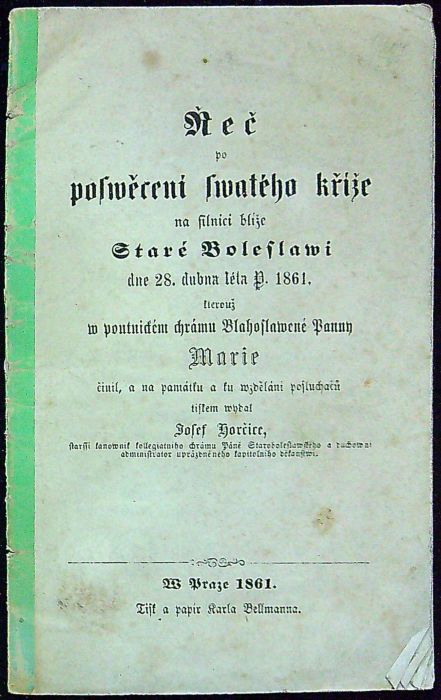 Řeč
po
poswěcení swatého kříže
na silnici blíže
Staré Boleslawi
dne 28. dubna léta P. 1861,
kterouž
w poutnickém chrámu Blahoslawené Panny
Marie
činil, a na památku a ku wzdělání posluchačů
tiskem wydal
Josef Horčice,
starší kanowník kollegiatního chrámu Páně Staroboleslawského a duchowní
administrator uprázdněného kapitolního děkanstwí.
W Praze 1861.
Tisk a papír Karla Bellmanna.